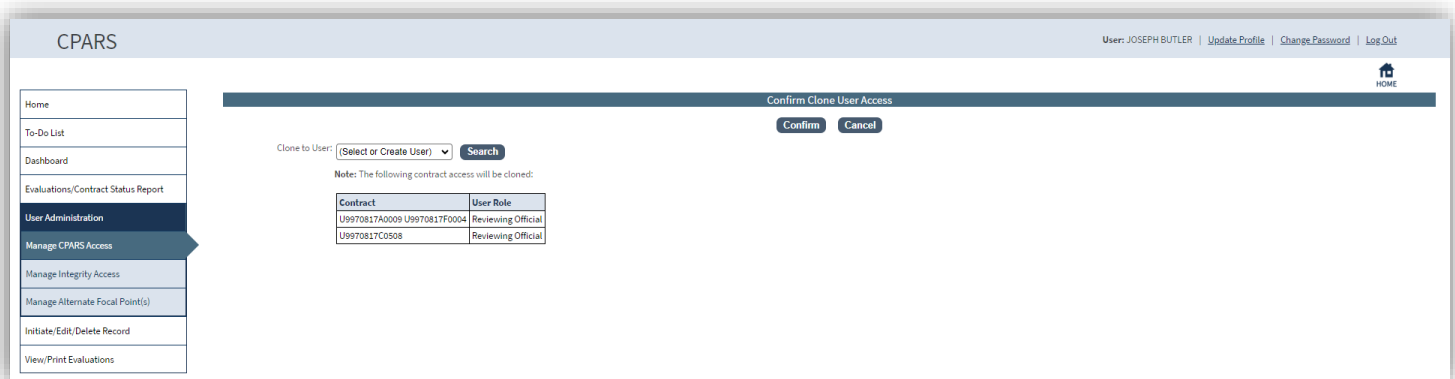 CPARS
User: JOSEPH BUTLER | Update Profile | Change Password | Log Out
HOME
Home
To-Do List
Dashboard
Evaluations/Contract Status Report
User Administration
Manage CPARS Access
Manage Integrity Access
Manage Alternate Focal Point(s)
Initiate/Edit/Delete Record
View/Print Evaluations
Confirm Clone User Access
Confirm Cancel
Clone to User: (Select or Create User) Search
Note: The following contract access will be cloned:
Contract User Role
U9970817A0009 U9970817F0004 Reviewing Official
U9970817C0508 Reviewing Official